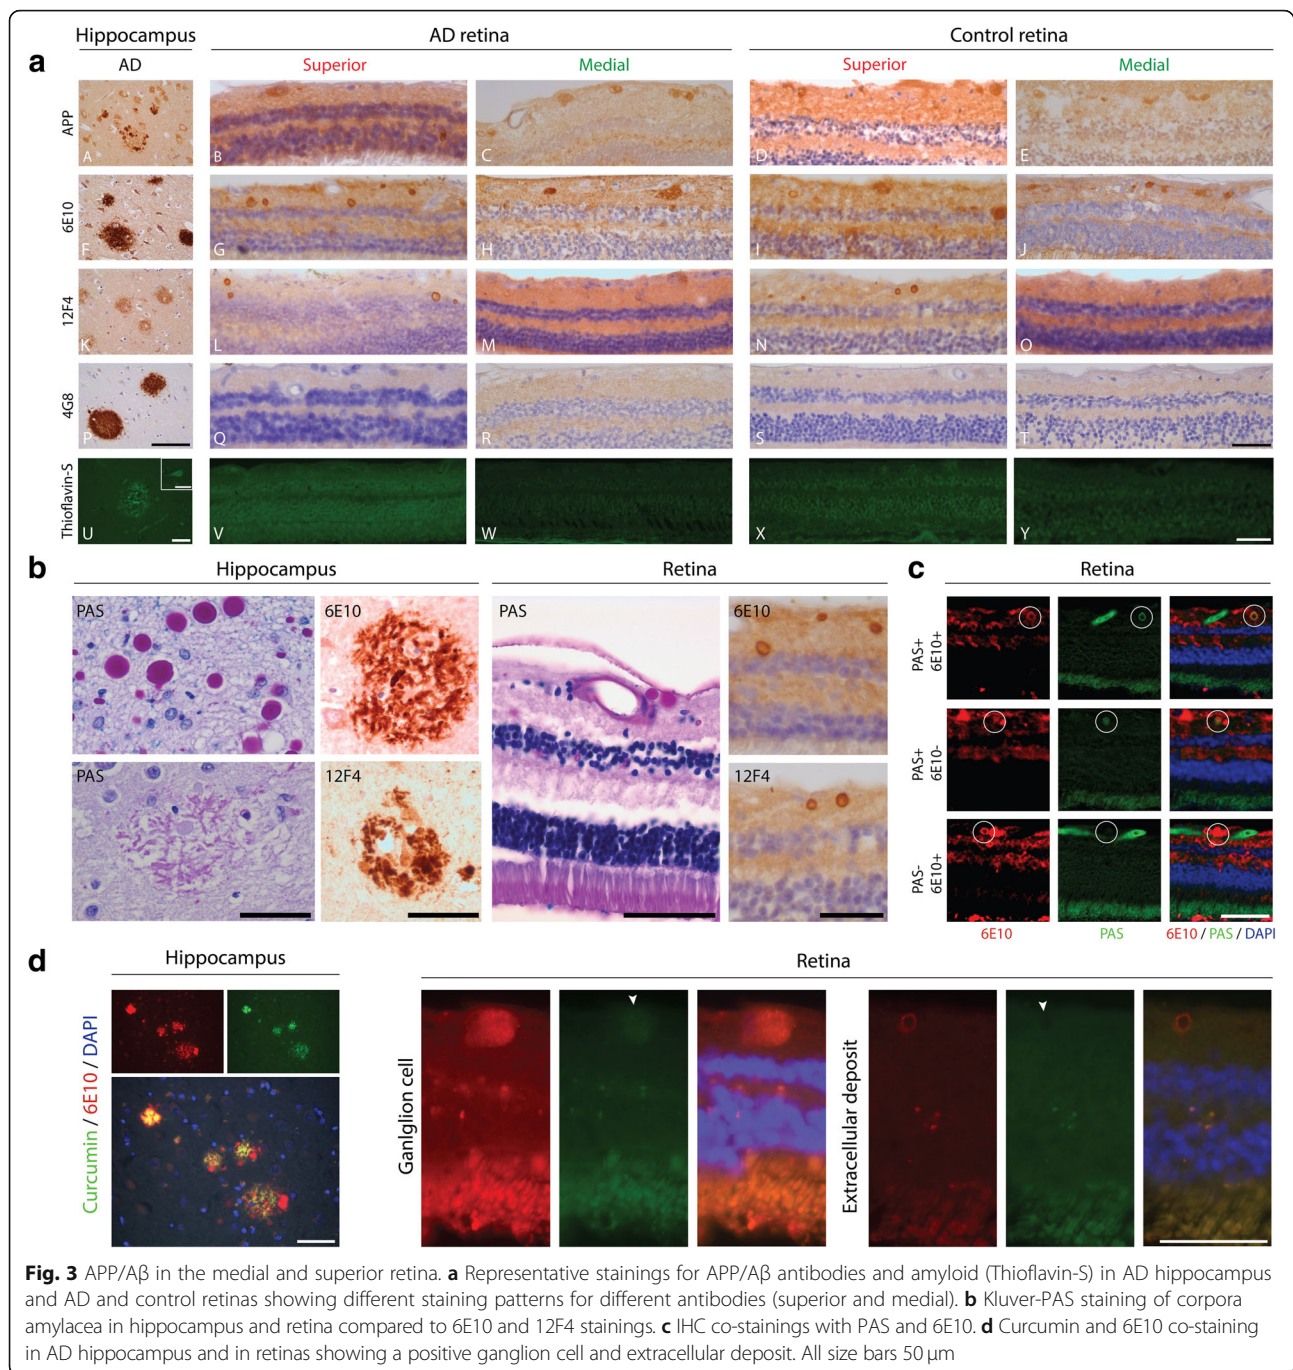 Hippocampus
AD retina
Control retina
a
AD
Superior
Medial
Superior
Medial
APP
A
B
C
D
E
6E10
F
G
H
I
J
12F4
K
L
M
N
O
4G8
P
Q
R
S
T
Thioflavin-S
U
V
W
X
Y
b
Hippocampus
Retina
PAS
6E10
PAS
6E10
PAS
12F4
12F4
c
Retina
PAS+
6E10+
PAS+
6E10-
PAS-
6E10+
6E10
PAS
6E10 / PAS / DAPI
d
Hippocampus
Retina
Curcumin / 6E10 / DAPI
Ganlglion cell
Extracellular deposit
Fig. 3 APP/Aβ in the medial and superior retina. a Representative stainings for APP/Aβ antibodies and amyloid (Thioflavin-S) in AD hippocampus
and AD and control retinas showing different staining patterns for different antibodies (superior and medial). b Kluver-PAS staining of corpora
amylacea in hippocampus and retina compared to 6E10 and 12F4 stainings. c IHC co-stainings with PAS and 6E10. d Curcumin and 6E10 co-staining
in AD hippocampus and in retinas showing a positive ganglion cell and extracellular deposit. All size bars 50 μm